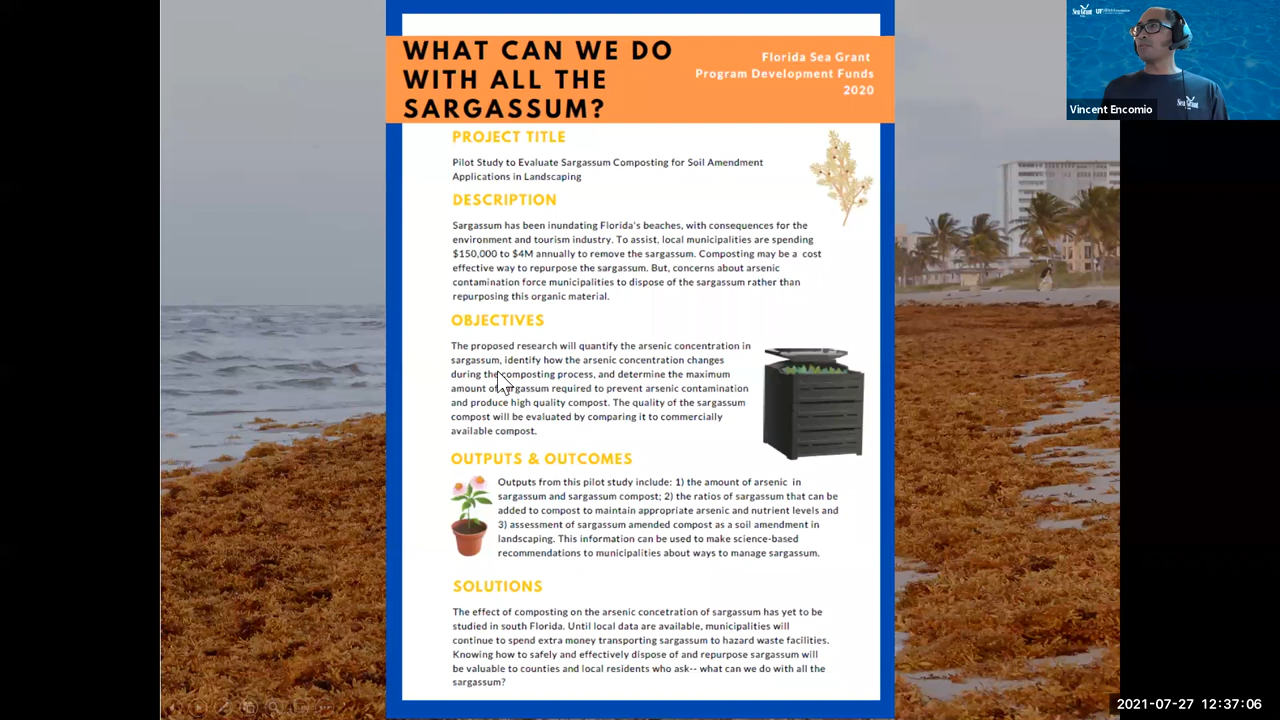 WHAT CAN WE DO
WITH ALL THE
SARGASSUM?
Florida Sea Grant
Program Development Funds
2020
PROJECT TITLE
Pilot Study to Evaluate Sargassum Composting for Soil Amendment
Applications in Landscaping
DESCRIPTION
Sargassum has been inundating Florida's beaches, with consequences for the
environment and tourism industry. To assist, local municipalities are spending
$150,000 to $4M annually to remove the sargassum. Composting may be a cost
effective way to repurpose the sargassum. But, concerns about arsenic
contamination force municipalities to dispose of the sargassum rather than
repurposing this organic material.
OBJECTIVES
The proposed research will quantify the arsenic concentration in
sargassum, identify how the arsenic concentration changes
during the composting process, and determine the maximum
amount of sargassum required to prevent arsenic contamination
and produce high quality compost. The quality of the sargassum
compost will be evaluated by comparing it to commercially
available compost.
OUTPUTS & OUTCOMES
Outputs from this pilot study include: 1) the amount of arsenic in
sargassum and sargassum compost; 2) the ratios of sargassum that can be
added to compost to maintain appropriate arsenic and nutrient levels and
3) assessment of sargassum amended compost as a soil amendment in
landscaping. This information can be used to make science-based
recommendations to municipalities about ways to manage sargassum.
SOLUTIONS
The effect of composting on the arsenic concetration of sargassum has yet to be
studied in south Florida. Until local data are available, municipalities will
continue to spend extra money transporting sargassum to hazard waste facilities.
Knowing how to safely and effectively dispose of and repurpose sargassum will
be valuable to counties and local residents who ask-- what can we do with all the
sargassum?
Sea Grant
UF
Sea Grant
Vincent Encomio
2021-07-27 12:37:06